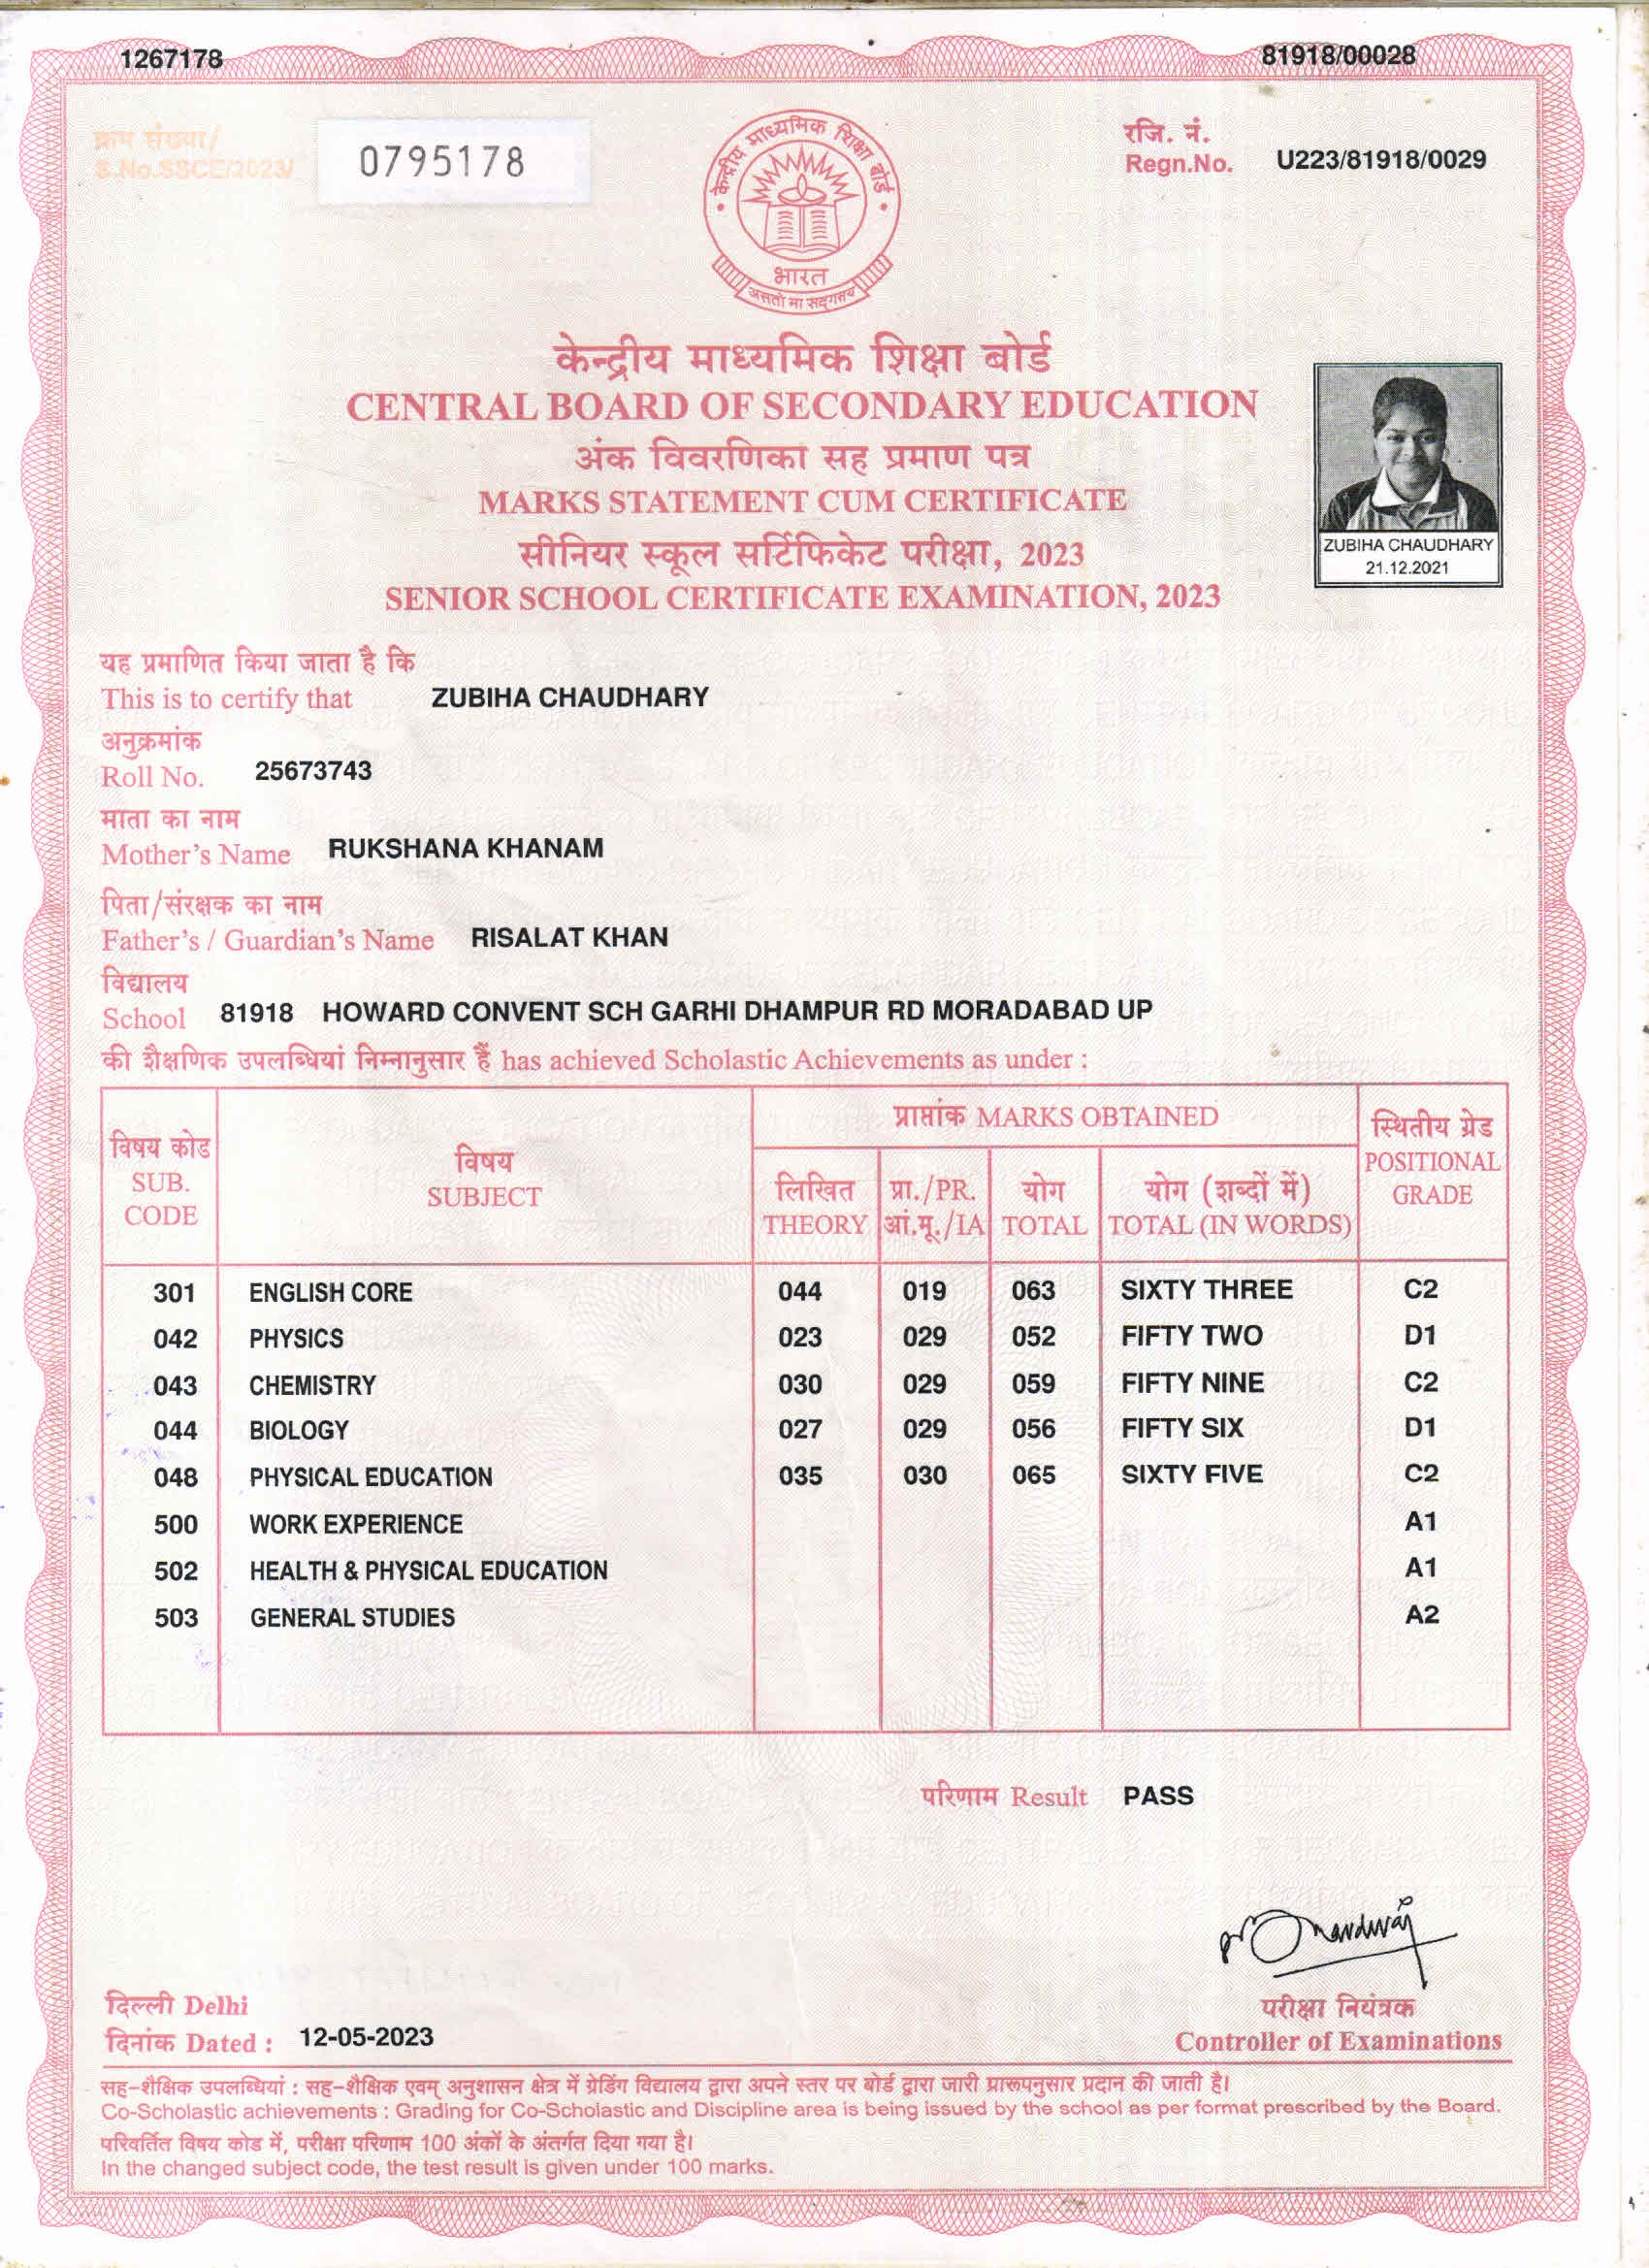 1267178
81918/00028
क्रम संख्या/
S.No.SSCE/2023/
0795178
रजि. नं.
Regn.No. U223/81918/0029
केन्द्रीय माध्यमिक शिक्षा बोर्ड
भारत
असतो मा सद्गमय
केन्द्रीय माध्यमिक शिक्षा बोर्ड
CENTRAL BOARD OF SECONDARY EDUCATION
अंक विवरणिका सह प्रमाण पत्र
MARKS STATEMENT CUM CERTIFICATE
सीनियर स्कूल सर्टिफिकेट परीक्षा, 2023
SENIOR SCHOOL CERTIFICATE EXAMINATION, 2023
ZUBIHA CHAUDHARY
21.12.2021
यह प्रमाणित किया जाता है कि
This is to certify that ZUBIHA CHAUDHARY
अनुक्रमांक
Roll No. 25673743
माता का नाम
Mother's Name RUKSHANA KHANAM
पिता/संरक्षक का नाम
Father's / Guardian's Name RISALAT KHAN
विद्यालय
School 81918 HOWARD CONVENT SCH GARHI DHAMPUR RD MORADABAD UP
की शैक्षणिक उपलब्धियां निम्नानुसार हैं has achieved Scholastic Achievements as under :
विषय कोड
SUB.
CODE
विषय
SUBJECT
प्राप्तांक MARKS OBTAINED
लिखित
THEORY
प्रा./PR.
आं.मू./IA
योग
TOTAL
योग (शब्दों में)
TOTAL (IN WORDS)
स्थितीय ग्रेड
POSITIONAL
GRADE
301 ENGLISH CORE 044 019 063 SIXTY THREE C2
042 PHYSICS 023 029 052 FIFTY TWO D1
043 CHEMISTRY 030 029 059 FIFTY NINE C2
044 BIOLOGY 027 029 056 FIFTY SIX D1
048 PHYSICAL EDUCATION 035 030 065 SIXTY FIVE C2
500 WORK EXPERIENCE A1
502 HEALTH & PHYSICAL EDUCATION A1
503 GENERAL STUDIES A2
परिणाम Result PASS
दिल्ली Delhi
दिनांक Dated : 12-05-2023
परीक्षा नियंत्रक
Controller of Examinations
सह-शैक्षिक उपलब्धियां : सह-शैक्षिक एवम् अनुशासन क्षेत्र में ग्रेडिंग विद्यालय द्वारा अपने स्तर पर बोर्ड द्वारा जारी प्रारूपनुसार प्रदान की जाती है।
Co-Scholastic achievements : Grading for Co-Scholastic and Discipline area is being issued by the school as per format prescribed by the Board.
परिवर्तित विषय कोड में, परीक्षा परिणाम 100 अंकों के अंतर्गत दिया गया है।
In the changed subject code, the test result is given under 100 marks.